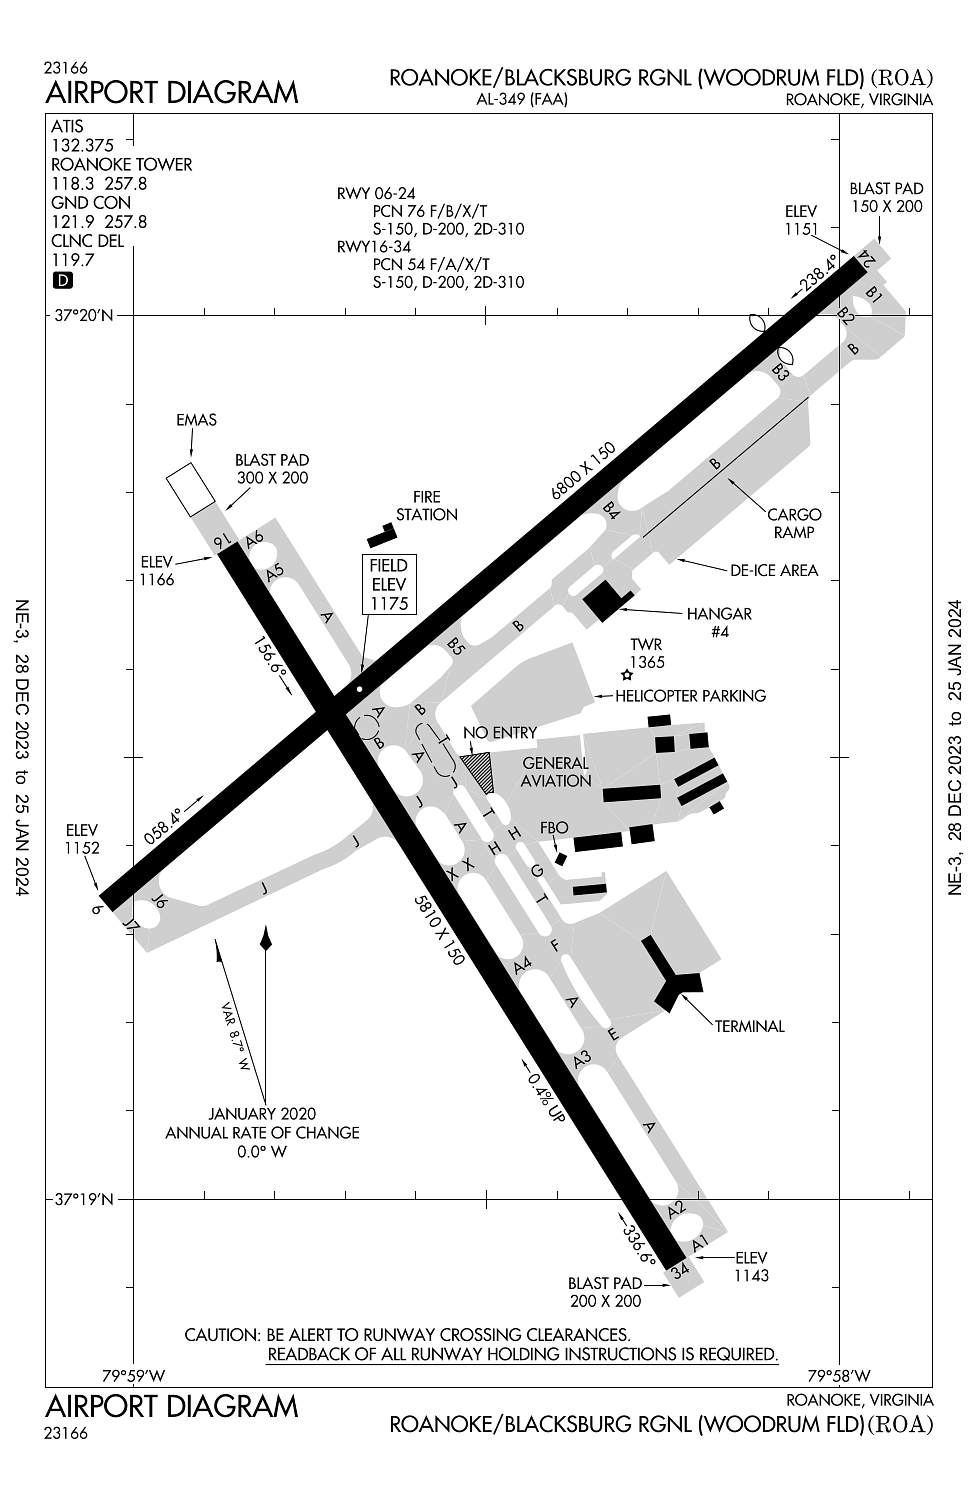 23166
AIRPORT DIAGRAM
ROANOKE/BLACKSBURG RGNL (WOODRUM FLD) (ROA)
AL-349 (FAA)
ROANOKE, VIRGINIA
ATIS
132.375
ROANOKE TOWER
118.3 257.8
GND CON
121.9 257.8
CLNC DEL
119.7
D
RWY 06-24
PCN 76 F/B/X/T
S-150, D-200, 2D-310
RWY16-34
PCN 54 F/A/X/T
S-150, D-200, 2D-310
BLAST PAD
150 X 200
ELEV
1151
24
238.4°
B1
B2
B
B3
37°20'N
EMAS
BLAST PAD
300 X 200
6800 X 150
B
FIRE
STATION
B4
CARGO
RAMP
16
A6
A5
ELEV
1166
FIELD
ELEV
1175
DE-ICE AREA
A
B
HANGAR
#4
B5
TWR
1365
156.6°
HELICOPTER PARKING
A
B
B
T
NO ENTRY
A
GENERAL
AVIATION
J
J
T
058.4°
A
H
H
FBO
ELEV
1152
J
X
X
G
T
J
J6
J7
6
5810 X 150
F
A4
A
TERMINAL
E
A3
VAR 8.7° W
0.4% UP
JANUARY 2020
ANNUAL RATE OF CHANGE
0.0° W
A
37°19'N
A2
A1
336.6°
34
ELEV
1143
BLAST PAD
200 X 200
CAUTION: BE ALERT TO RUNWAY CROSSING CLEARANCES.
READBACK OF ALL RUNWAY HOLDING INSTRUCTIONS IS REQUIRED.
79°59'W
79°58'W
AIRPORT DIAGRAM
23166
ROANOKE, VIRGINIA
ROANOKE/BLACKSBURG RGNL (WOODRUM FLD) (ROA)
NE-3, 28 DEC 2023 to 25 JAN 2024
NE-3, 28 DEC 2023 to 25 JAN 2024